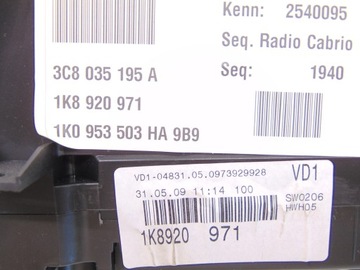 Kenn: 2540095
Seq. Radio Cabrio
Seq: 1940
3C8 035 195 A
1K8 920 971
1K0 953 503 HA 9B9
VD1-04831.05.0973929928
VD1
31.05.09 11:14 100
SW0206
HWH05
1K8920 971